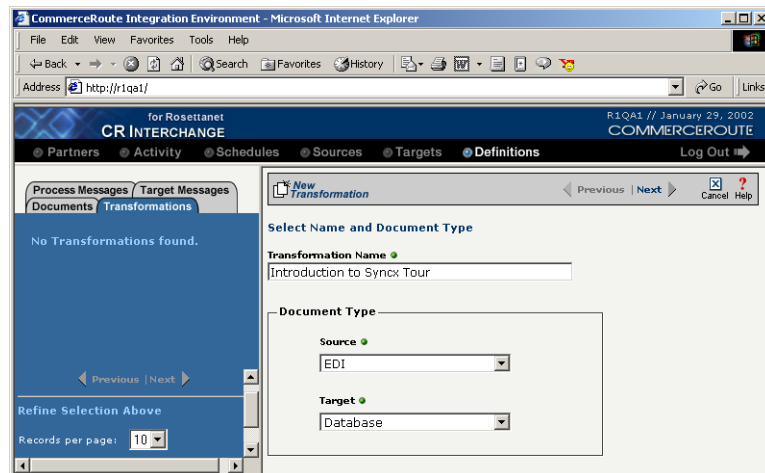 CommerceRoute Integration Environment - Microsoft Internet Explorer
File Edit View Favorites Tools Help
Back Search Favorites History
Address http://r1qa1/ Go Links
for Rosettanet
CR INTERCHANGE
R1QA1 // January 29, 2002
COMMERCEROUTE
Partners Activity Schedules Sources Targets Definitions Log Out
Process Messages Target Messages
Documents Transformations
No Transformations found.
Previous | Next
Refine Selection Above
Records per page: 10
New
Transformation
Previous | Next
Cancel Help
Select Name and Document Type
Transformation Name
Introduction to Syncx Tour
Document Type
Source
EDI
Target
Database